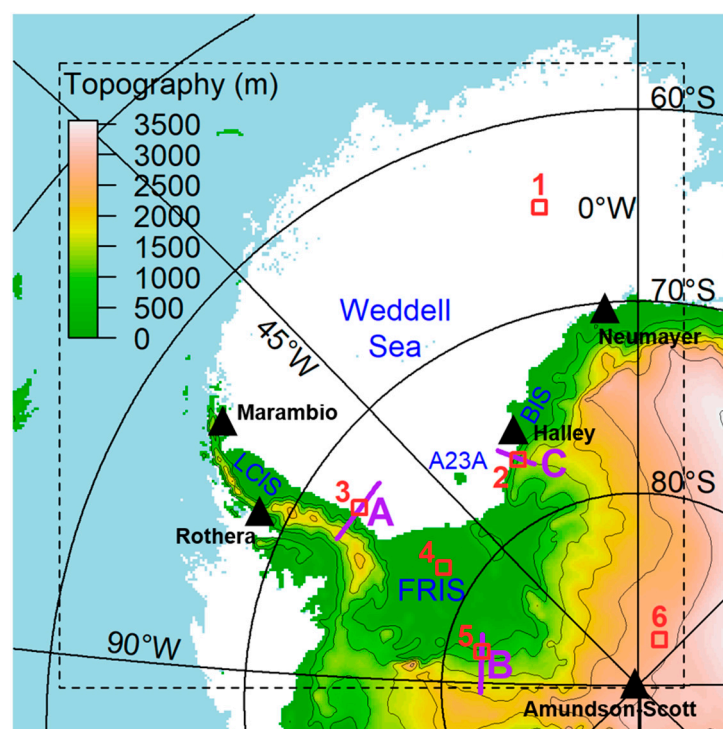 Topography (m)
3500
3000
2500
2000
1500
1000
500
0
60°S
1
0°W
70°S
Weddell
Sea
45°W
Neumayer
BIS
Marambio
Halley
LCIS
A23A
2
C
80°S
3
A
Rothera
4
FRIS
6
90°W
5
B
Amundson-Scott